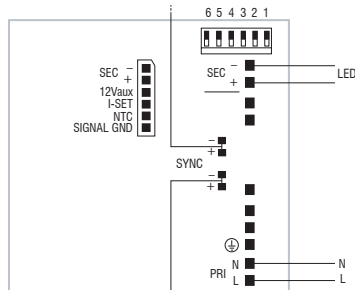 6 5 4 3 2 1
SEC –
+
12Vaux
I-SET
NTC
SIGNAL GND
SEC –
+
LED
–
+
SYNC
–
+
N
PRI
L
N
L